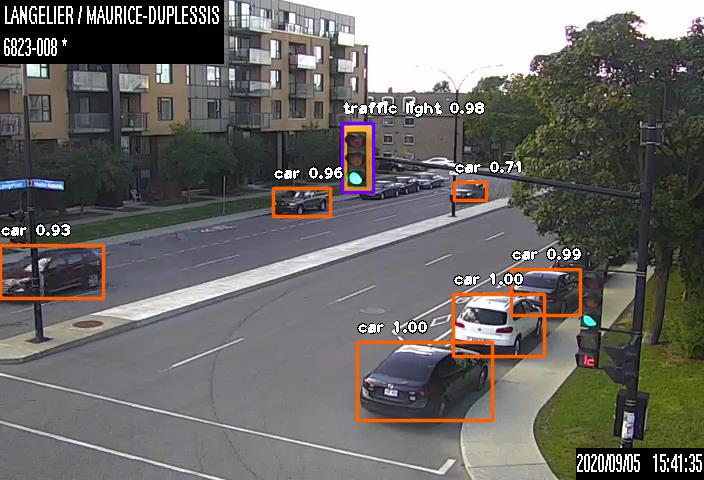 LANGELIER / MAURICE-DUPLESSIS
6823-008 *
traffic light 0.98
car 0.96
car 0.71
car 0.93
car 0.99
car 1.00
car 1.00
12
2020/09/05 15:41:35